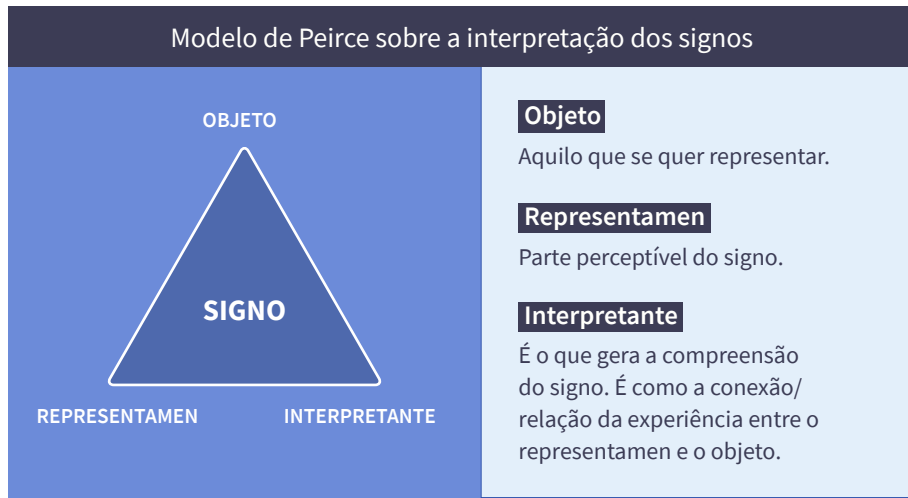 Modelo de Peirce sobre a interpretação dos signos
OBJETO
SIGNO
REPRESENTAMEN
INTERPRETANTE
Objeto
Aquilo que se quer representar.
Representamen
Parte perceptível do signo.
Interpretante
É o que gera a compreensão
do signo. É como a conexão/
relação da experiência entre o
representamen e o objeto.